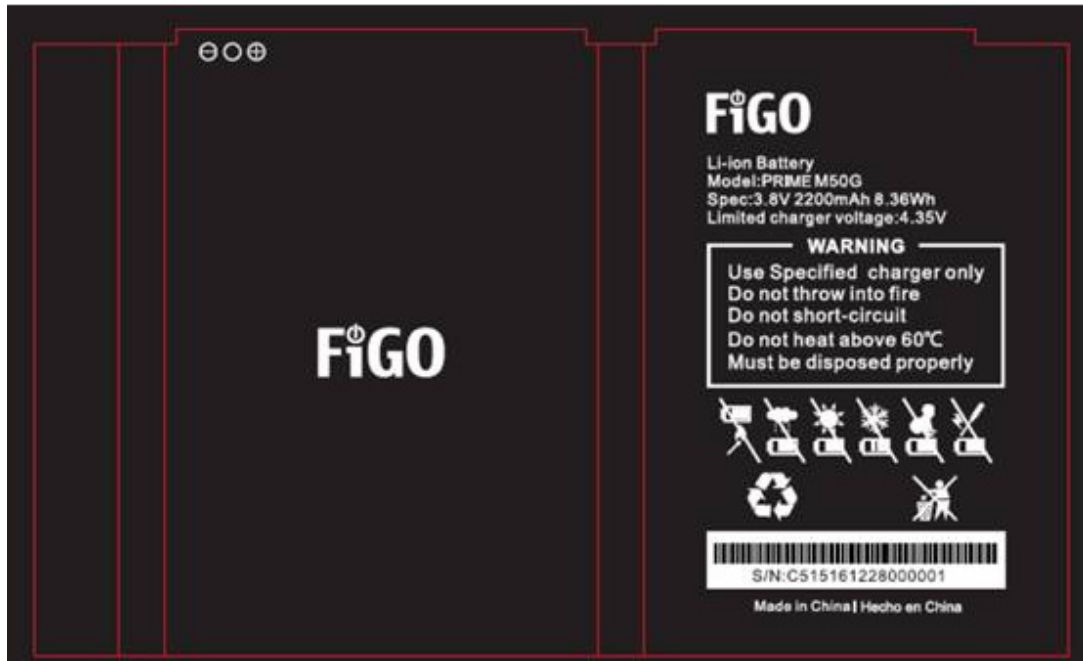 FiGO
FiGO
Li-ion Battery
Model:PRIME M50G
Spec:3.8V 2200mAh 8.36Wh
Limited charger voltage:4.35V
WARNING
Use Specified charger only
Do not throw into fire
Do not short-circuit
Do not heat above 60℃
Must be disposed properly
S/N:C515161228000001
Made in China| Hecho en China